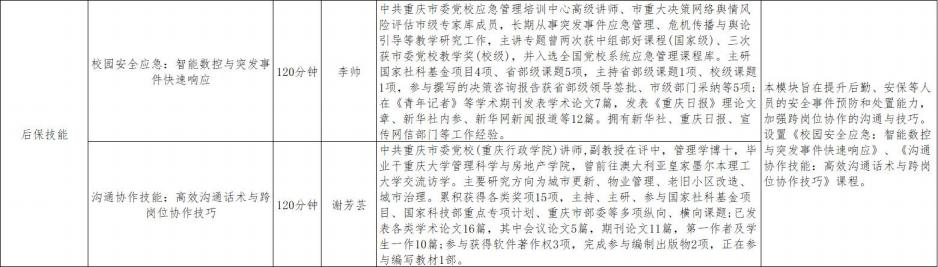 后保技能
校园安全应急：智能数控与突发事
件快速响应
120分钟
李帅
中共重庆市委党校应急管理培训中心高级讲师、市重大决策网络舆情风
险评估市级专家库成员，长期从事突发事件应急管理、危机传播与舆论
引导等教学研究工作，主讲专题曾两次获中组部好课程(国家级)、三次
获市委党校教学奖(校级)，并入选全国党校系统应急管理课程库。主研
国家社科基金项目4项、省部级课题5项，主持省部级课题1项、校级课题
1项，参与撰写的决策咨询报告获省部级领导签批、市级部门采纳等5项；
在《青年记者》等学术期刊发表学术论文7篇，发表《重庆日报》理论文
章、新华社内参、新华网新闻报道等12篇。拥有新华社、重庆日报、宣
传网信部门等工作经验。
沟通协作技能：高效沟通话术与跨
岗位协作技巧
120分钟
谢芳芸
中共重庆市委党校(重庆行政学院)讲师,副教授在评中，管理学博十，毕
业干重庆大学管理科学与房地产学院，曾前往澳大利亚皇家墨尔本理工
大学交流访学。主要研究方向为城市更新、物业管理、老旧小区改造、
城市治理。累积获得各类奖项15项，主持、主研、参与国家社科基金项
目、国家科技部重点专项计划、重庆市部委等多项纵向、横向课题;已发
表各类学术论文16篇，其中会议论文5篇，期刊论文11篇，第一作者及学
生一作10篇;参与获得软件著作权3项，完成参与编制出版物2项，正在参
与编写教材1部。
本模块旨在提升后勤、安保等人
员的安全事件预防和处置能力，
加强跨岗位协作的沟通与技巧。
设置《校园安全应急：智能数控
与突发事件快速响应》、《沟通
协作技能：高效沟通话术与跨岗
位协作技巧》课程。